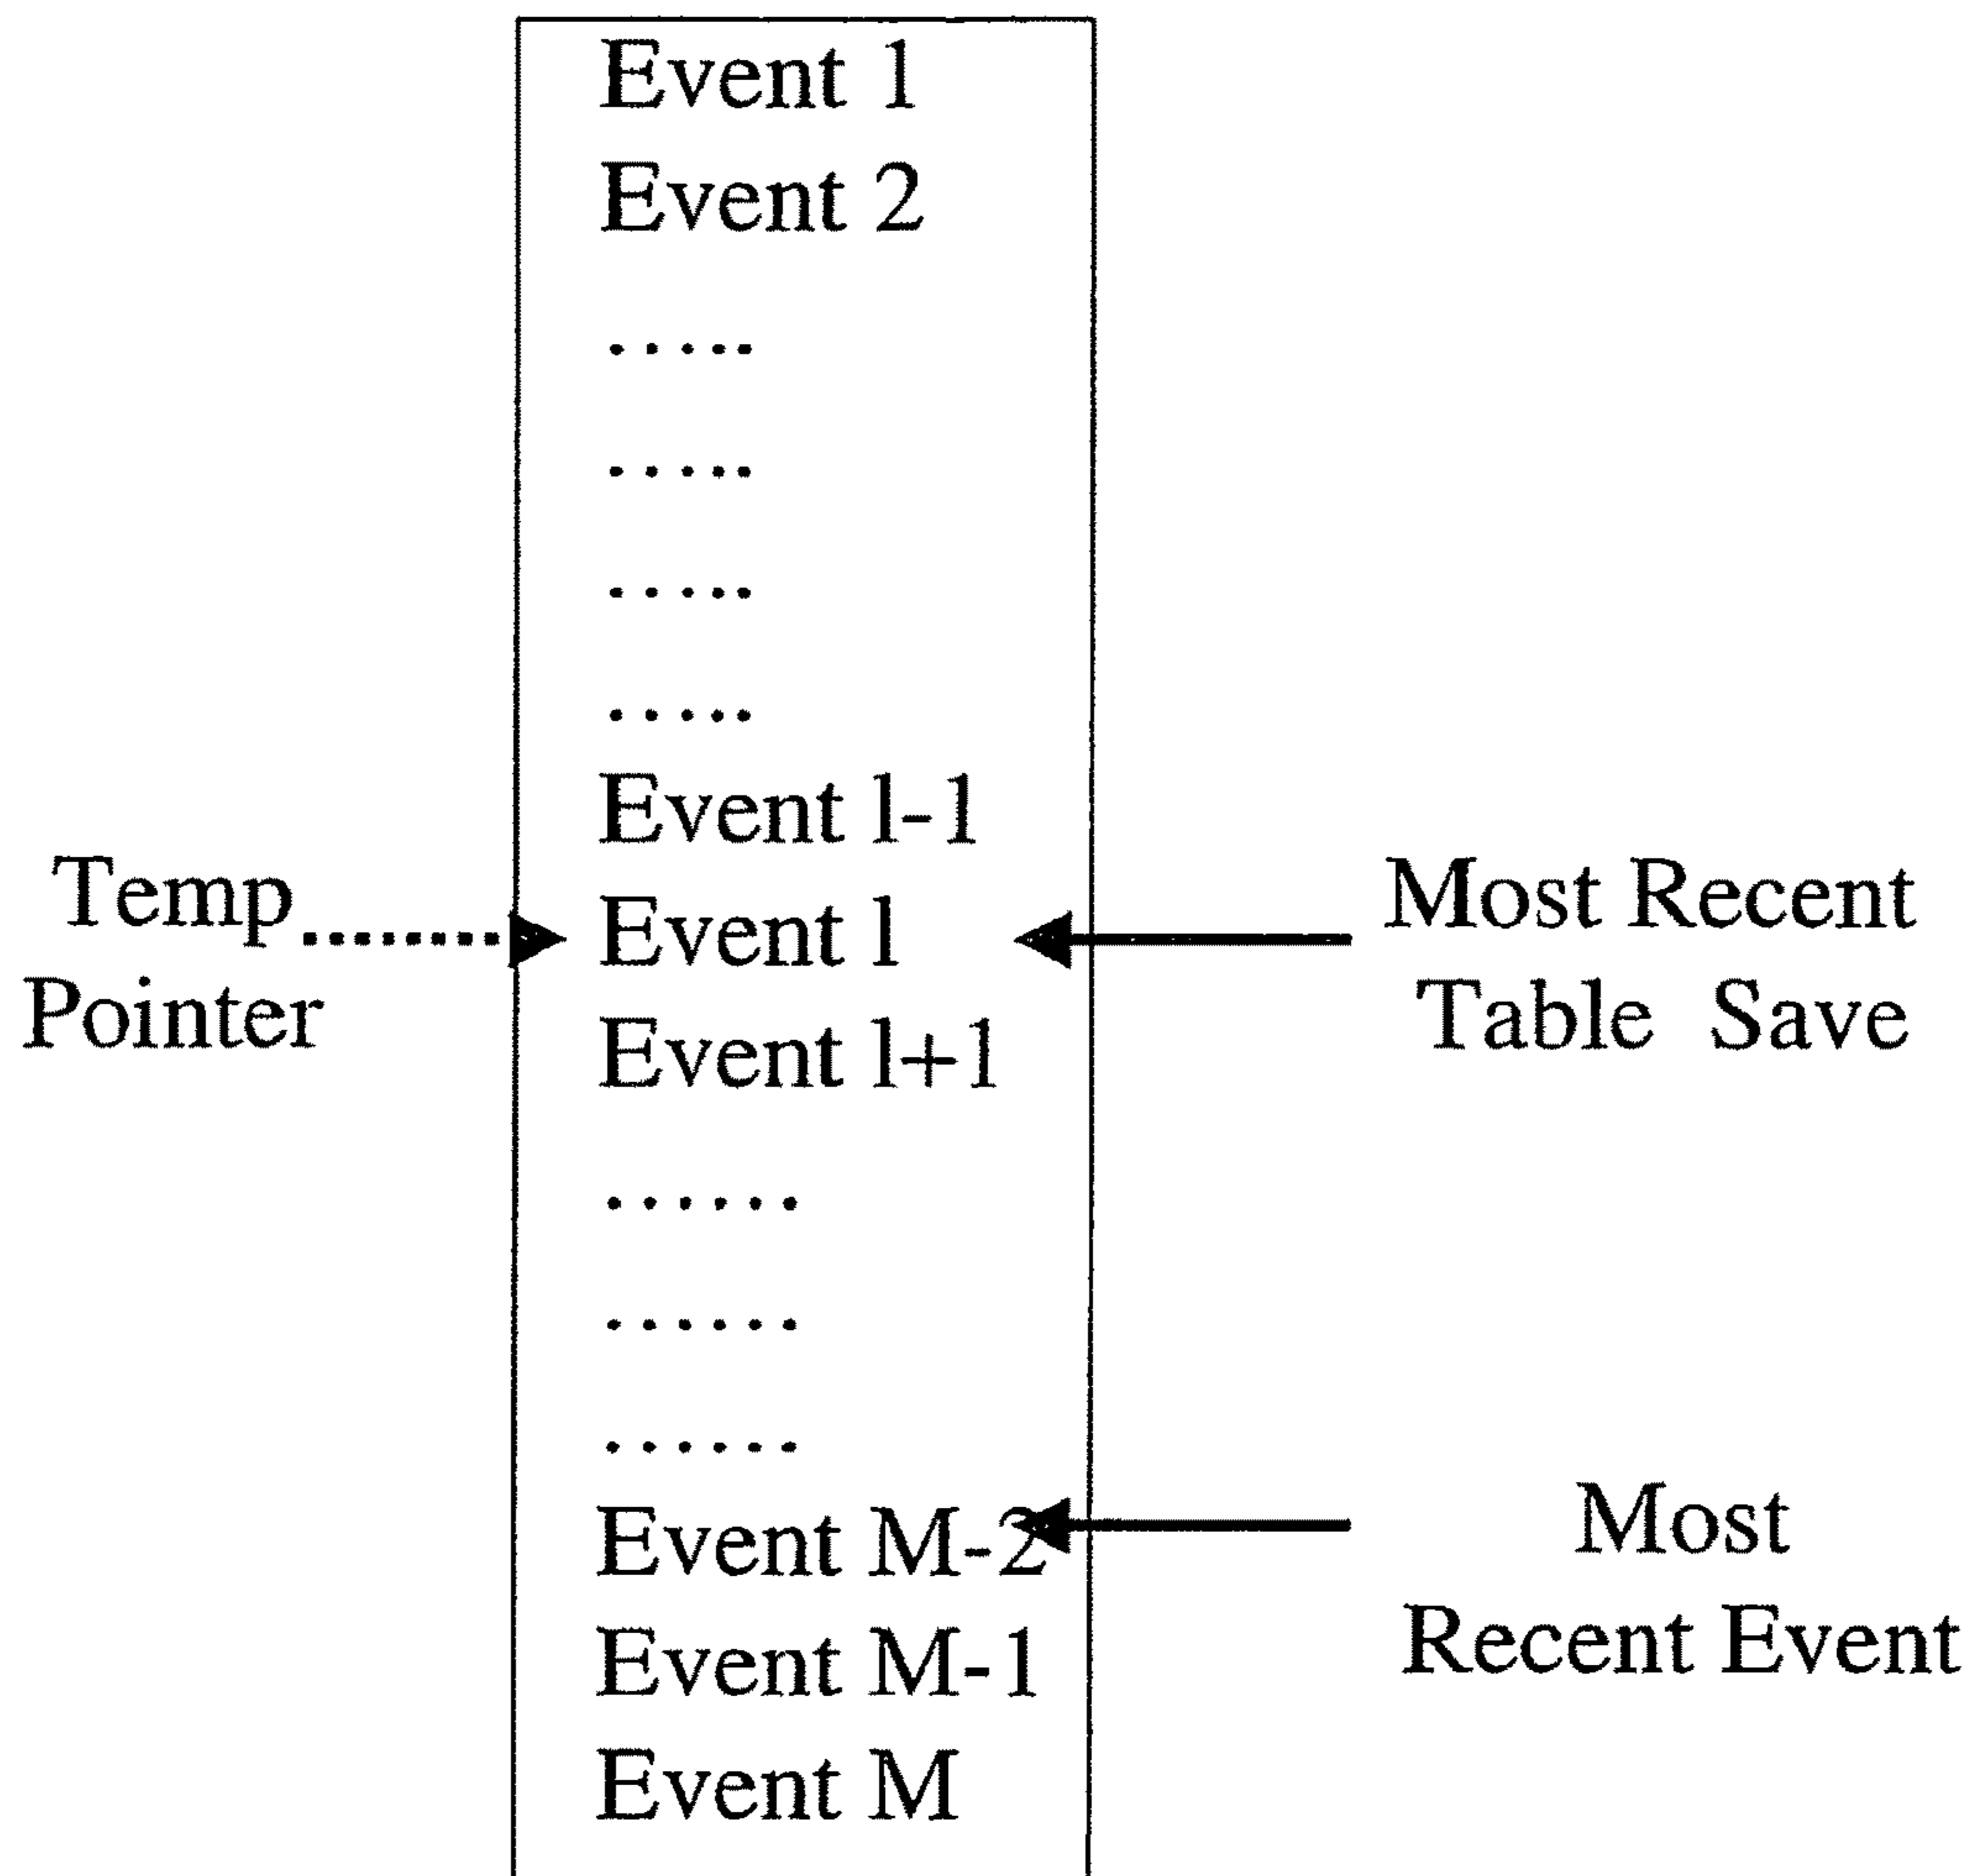 Event 1
Event 2
.....
.....
.....
.....
Event l-1
Event l
Event l+1
......
......
......
Event M-2
Event M-1
Event M
Temp
Pointer
Most Recent
Table Save
Most
Recent Event